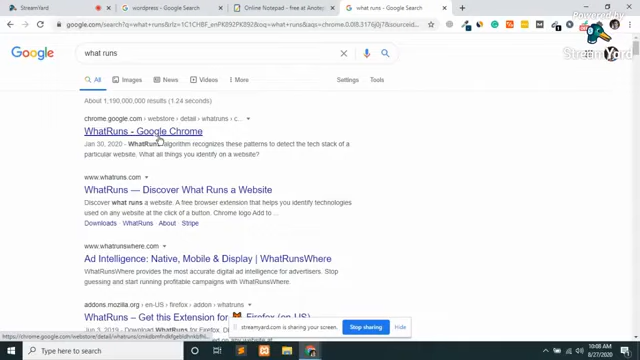 StreamYard
wordpress - Google Search
Online Notepad - free at Anotep
what runs - Google Search
Powered by
StreamYard
Google
what runs
All
Images
News
Videos
More
Settings
Tools
About 1,190,000,000 results (1.24 seconds)
chrome.google.com › webstore › detail › whatruns › c...
WhatRuns - Google Chrome
Jan 30, 2020 - WhatRuns algorithm recognizes these patterns to detect the tech stack of a
particular website. What all things you identify on a website?
www.whatruns.com
WhatRuns — Discover What Runs a Website
Discover what runs a website. A free browser extension that helps you identify technologies
used on any website at the click of a button. Chrome logo Add to ...
Downloads · WhatRuns · About · Stripe
www.whatrunswhere.com
Ad Intelligence: Native, Mobile & Display | WhatRunsWhere
WhatRunsWhere provides the most accurate digital ad intelligence for advertisers. Stop
guessing and start running profitable campaigns with WhatRunsWhere.
addons.mozilla.org › en-US › firefox › addon › whatruns
WhatRuns – Get this Extension for 🦊 Firefox (en-US)
Jun 3, 2019 - Download WhatRuns for Firefox.
streamyard.com is sharing your screen.
Stop sharing
Hide
Type here to search
10:08 AM
8/27/2020